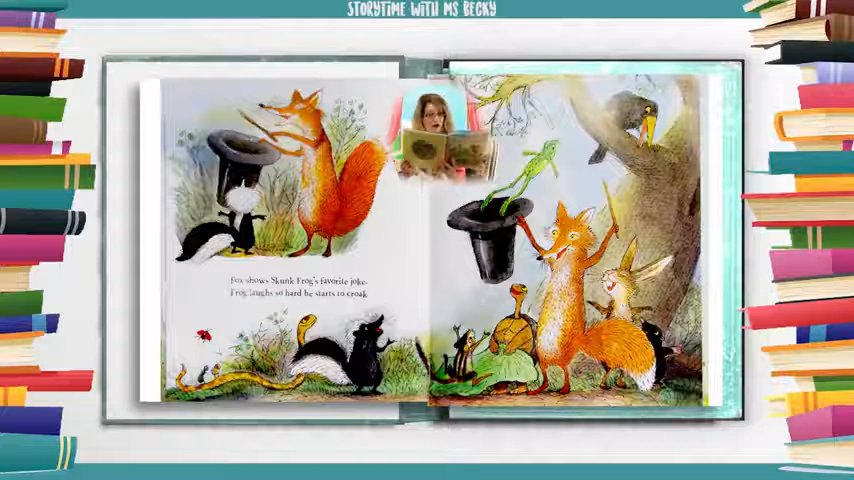 STORYTIME WITH MS BECKY
Fox shows Skunk Frog's favorite joke.
Frog laughs so hard he starts to croak